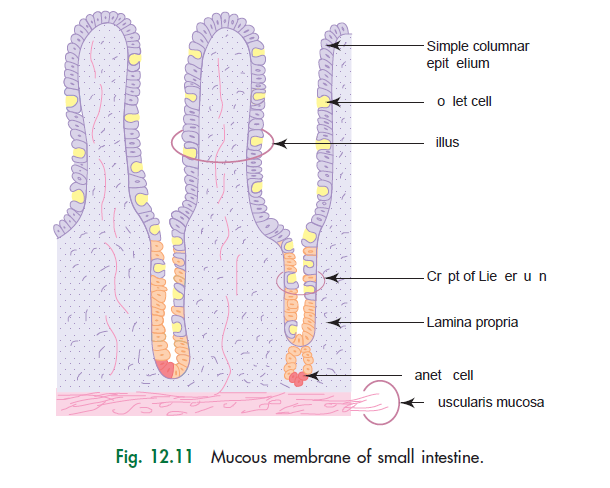 Simple columnar
epit elium
o let cell
illus
Cr pt of Lie er u n
Lamina propria
anet cell
uscularis mucosa
Fig. 12.11 Mucous membrane of small intestine.